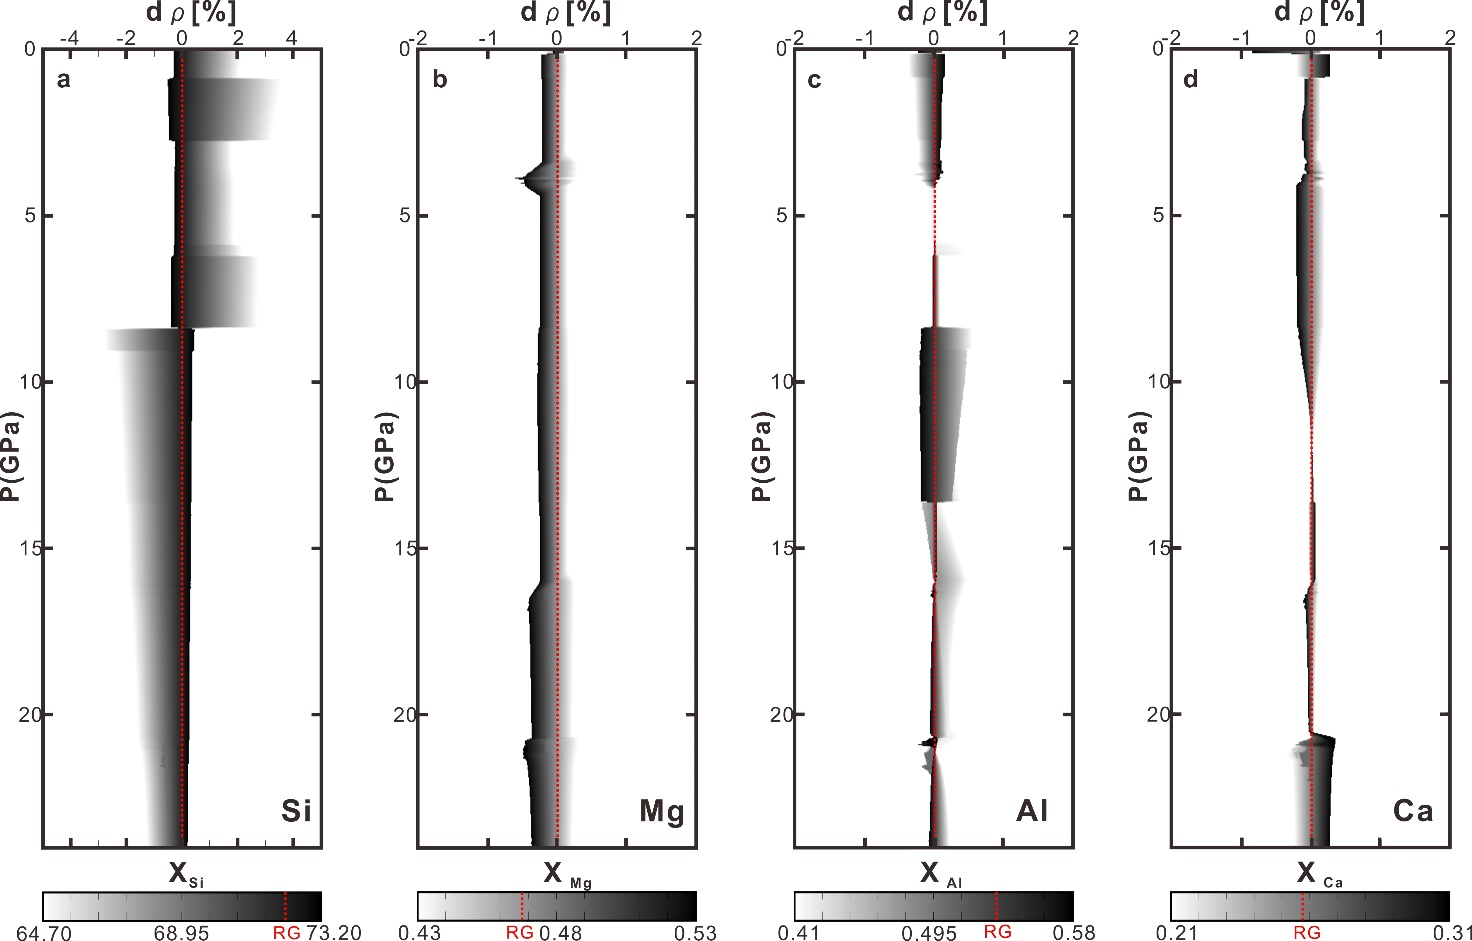 d ρ [%] d ρ [%] d ρ [%] d ρ [%]
-4 -2 0 2 4 -2 -1 0 1 2 -2 -1 0 1 2 -2 -1 0 1 2
0 0 0 0
a b c d
5 5 5 5
10 10 10 10
P(GPa) P(GPa) P(GPa) P(GPa)
15 15 15 15
20 20 20 20
Si Mg Al Ca
X Si X Mg X Al X Ca
64.70 68.95 RG 73.20 0.43 RG 0.48 0.53 0.41 0.495 RG 0.58 0.21 RG 0.31